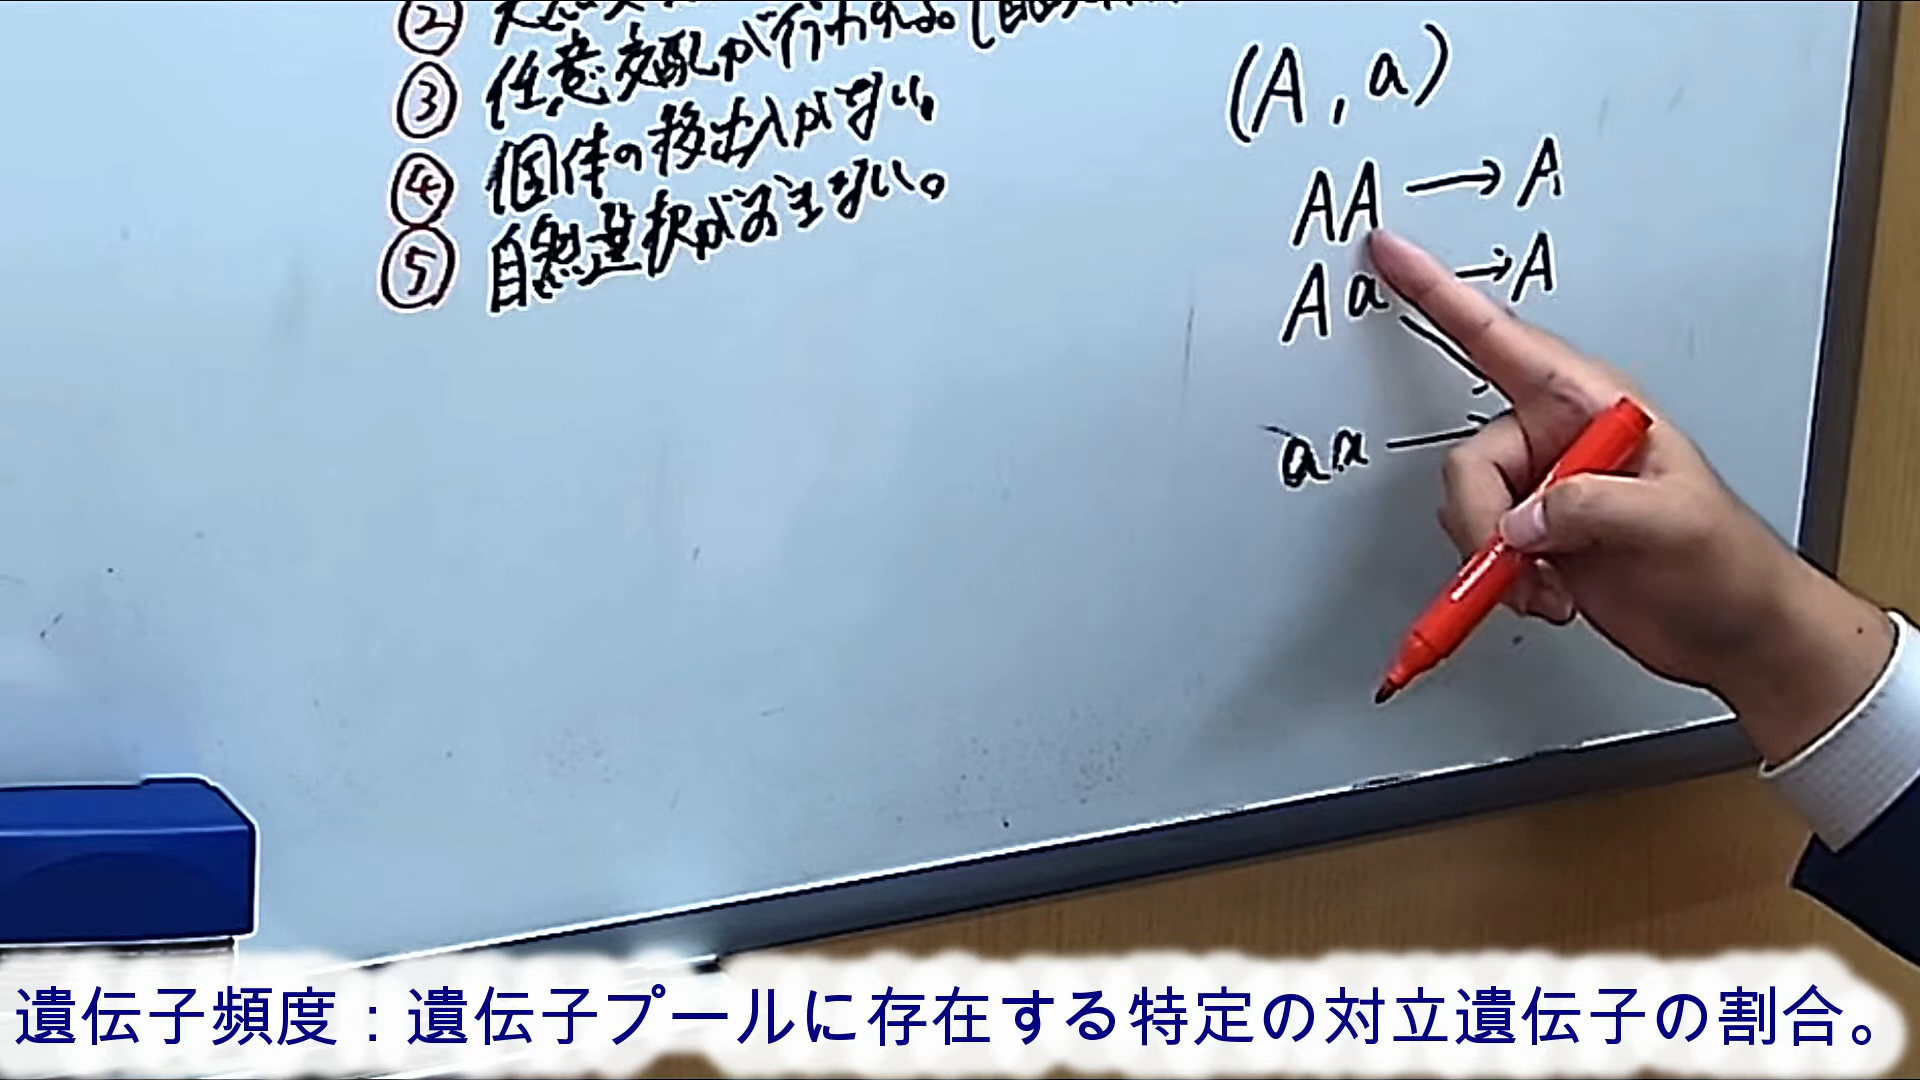 ②
③ 任意交配が行われる。
④ 個体の移出入がない
⑤ 自然選択がおきない。
(A, a)
AA → A
Aa → A
aa
遺伝子頻度：遺伝子プールに存在する特定の対立遺伝子の割合。